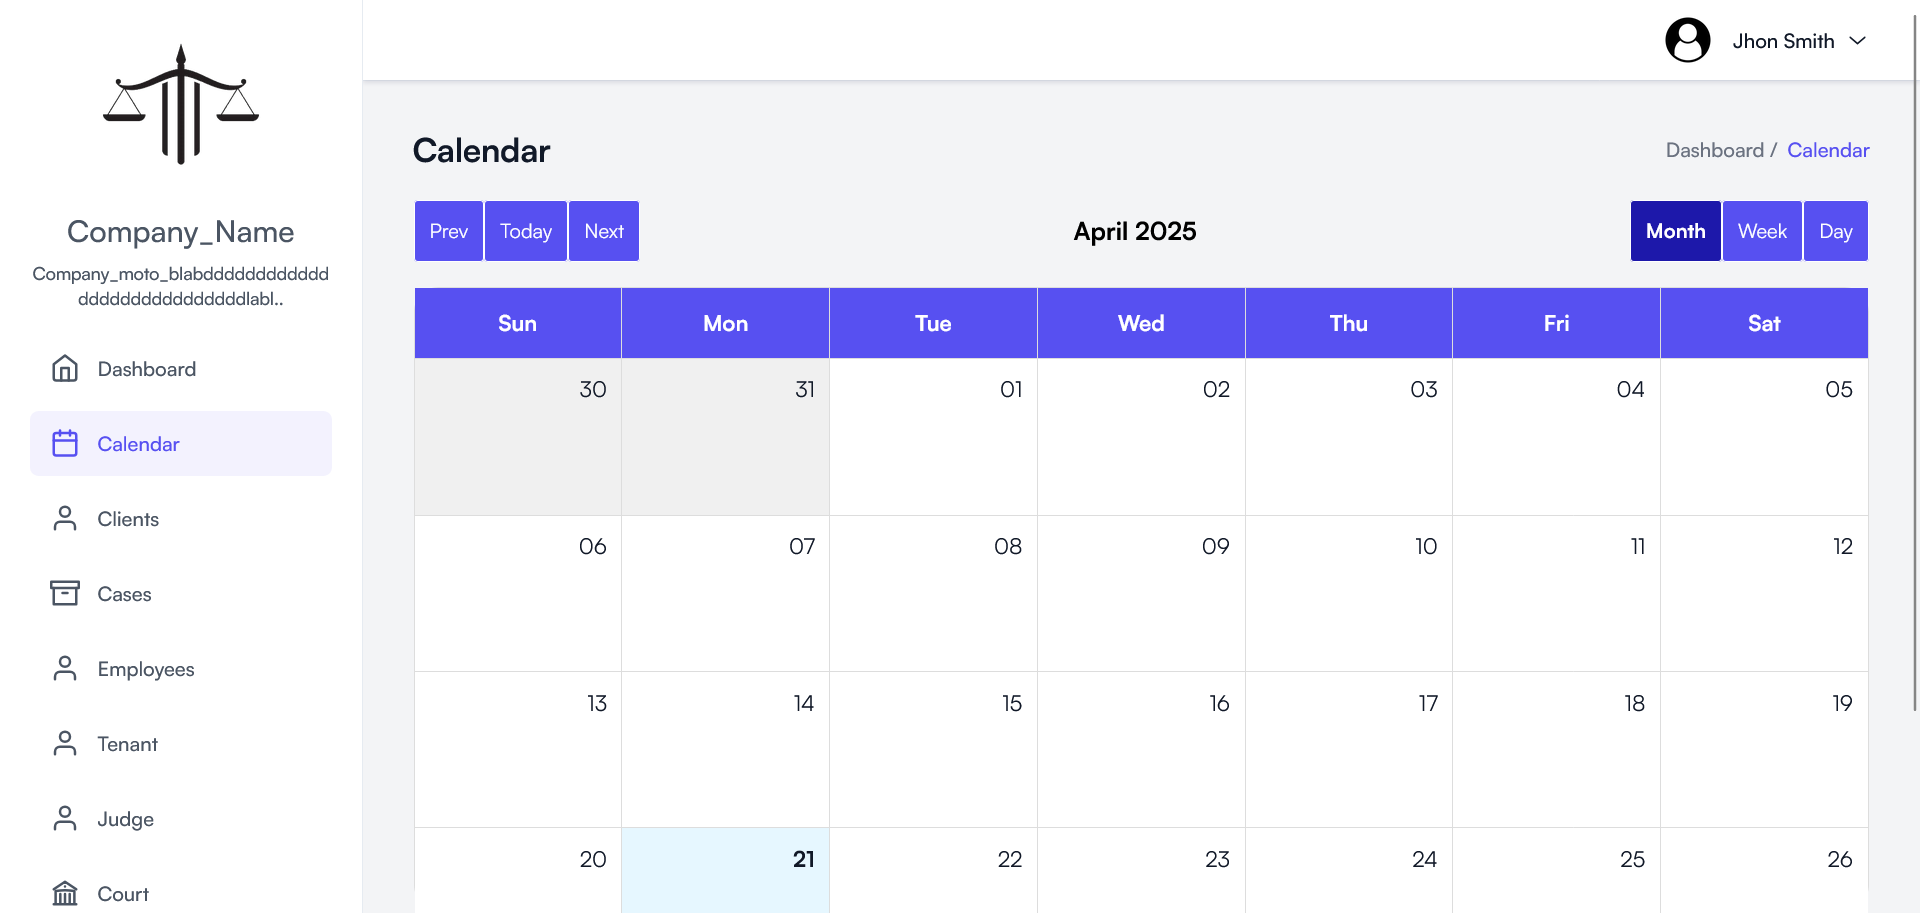 Jhon Smith
Company_Name
Company_moto_blabdddddddddddd
ddddddddddddddddlabl..
Dashboard
Calendar
Clients
Cases
Employees
Tenant
Judge
Court
Calendar
Dashboard / Calendar
Prev Today Next
April 2025
Month Week Day
Sun Mon Tue Wed Thu Fri Sat
30 31 01 02 03 04 05
06 07 08 09 10 11 12
13 14 15 16 17 18 19
20 21 22 23 24 25 26